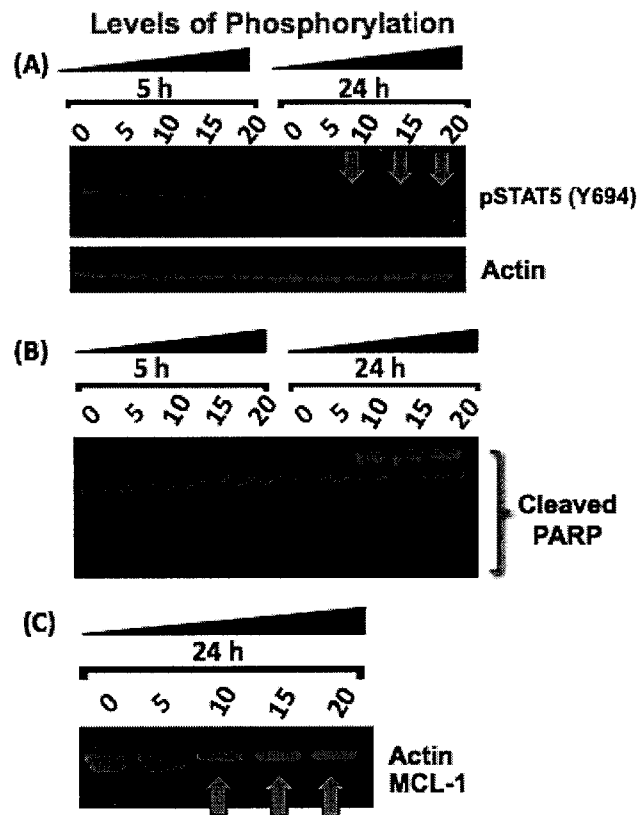 Levels of Phosphorylation
(A)
5 h 24 h
0 5 10 15 20 0 5 10 15 20
pSTAT5 (Y694)
Actin
(B)
5 h 24 h
0 5 10 15 20 0 5 10 15 20
Cleaved
PARP
(C)
24 h
0 5 10 15 20
Actin
MCL-1